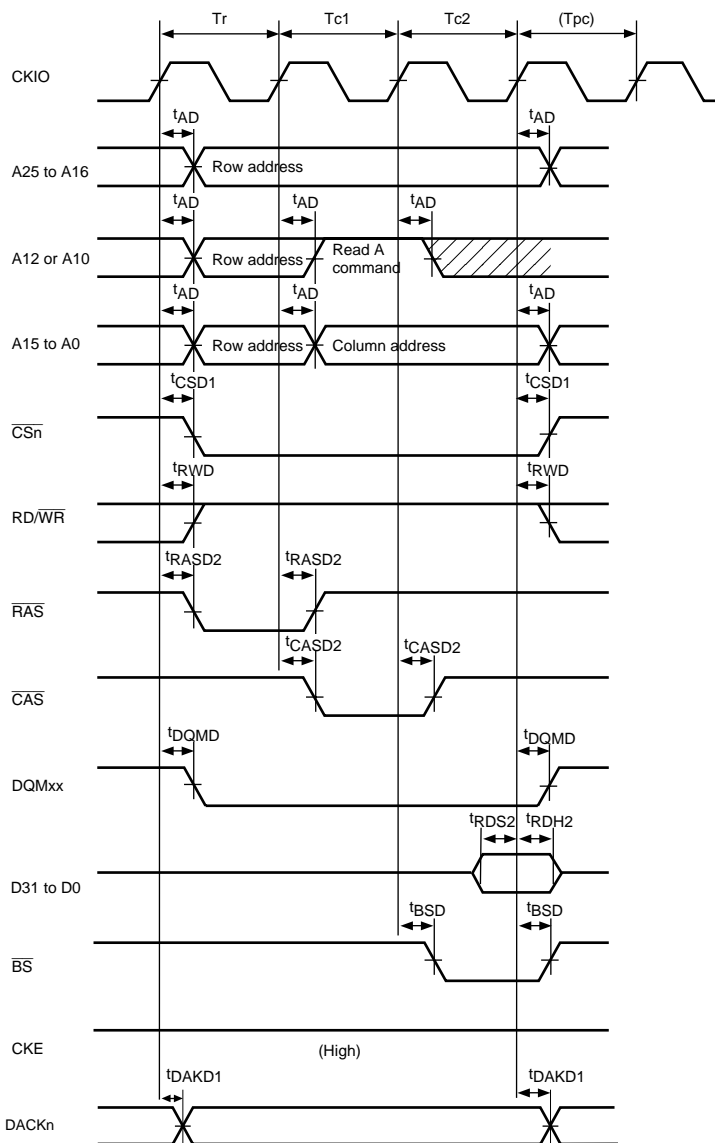 Tr Tc1 Tc2 (Tpc)
CKIO
tAD tAD
A25 to A16 Row address
tAD tAD tAD
A12 or A10 Row address Read A command
tAD tAD tAD
A15 to A0 Row address Column address
tCSD1 tCSD1
CSn
tRWD tRWD
RD/WR
tRASD2 tRASD2
RAS
tCASD2 tCASD2
CAS
tDQMD tDQMD
DQMxx
tRDS2 tRDH2
D31 to D0
tBSD tBSD
BS
CKE (High)
tDAKD1 tDAKD1
DACKn